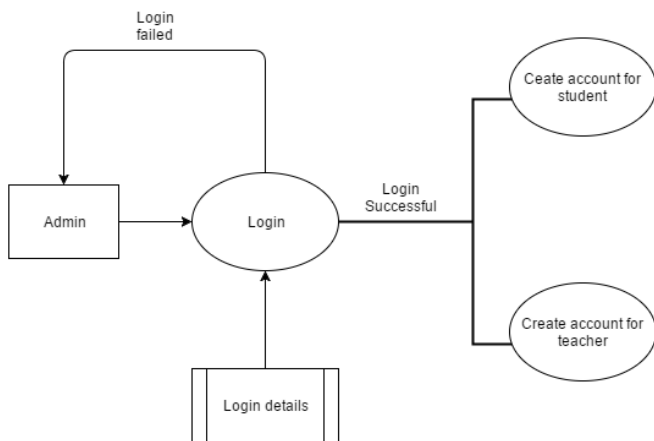 Login
failed
Ceate account for
student
Admin
Login
Login
Successful
Create account for
teacher
Login details